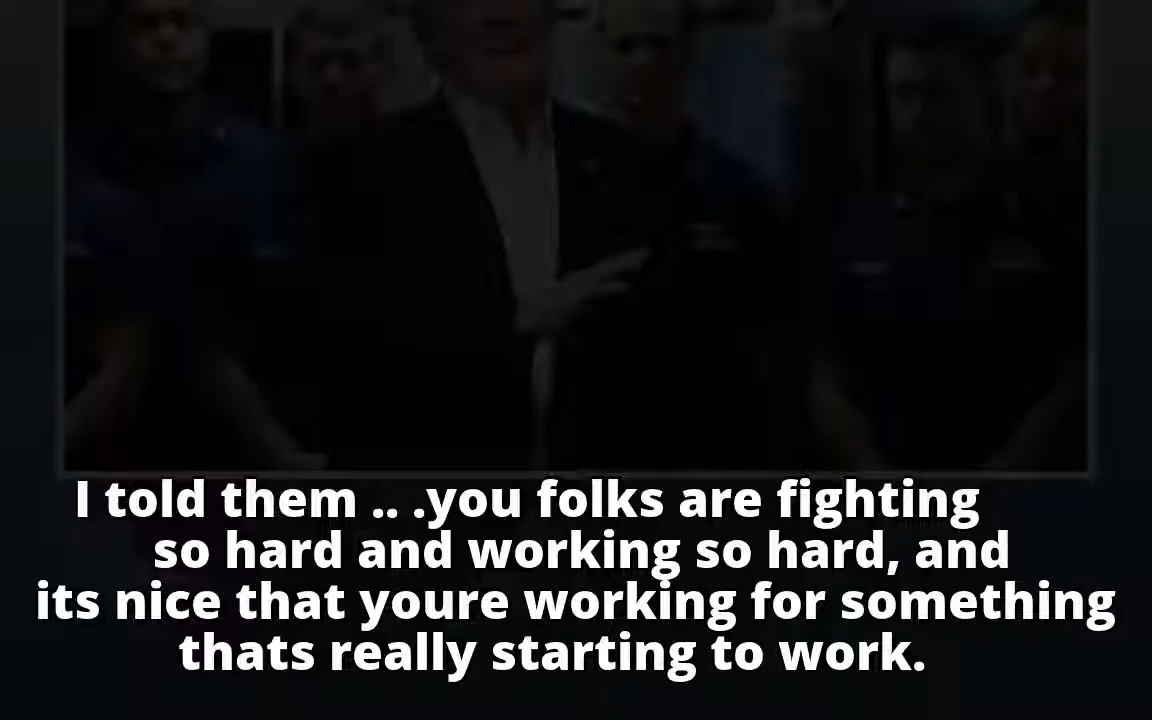 I told them .. .you folks are fighting
so hard and working so hard, and
its nice that youre working for something
thats really starting to work.